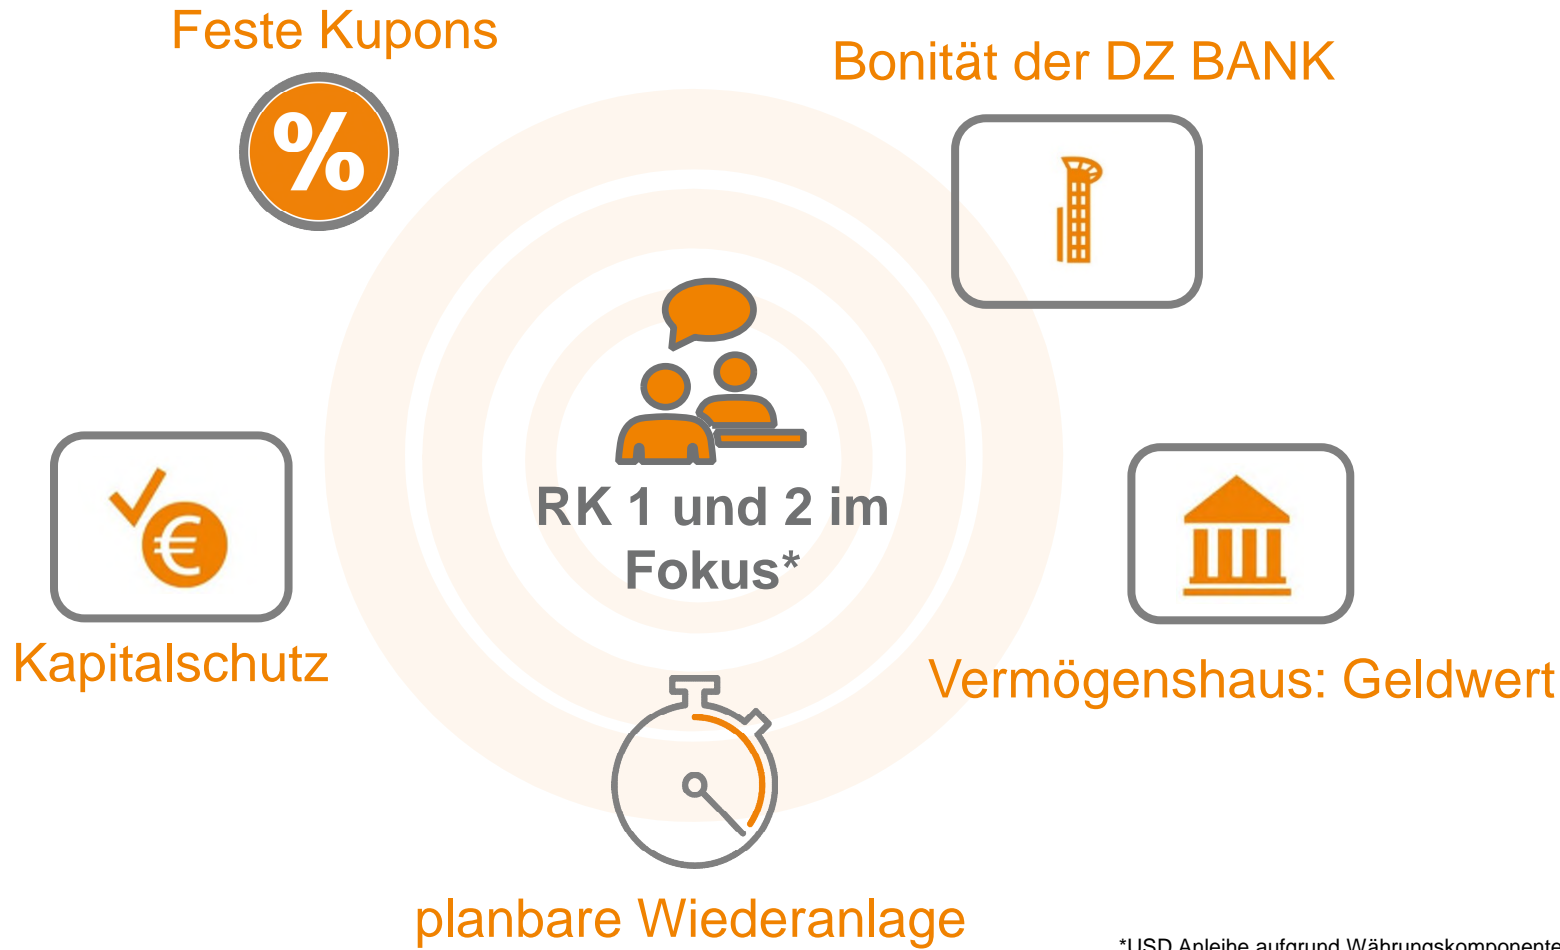 Feste Kupons
Bonität der DZ BANK
%
RK 1 und 2 im
Fokus*
€
Kapitalschutz
Vermögenshaus: Geldwert
planbare Wiederanlage
*USD Anleihe aufgrund Währungskomponente